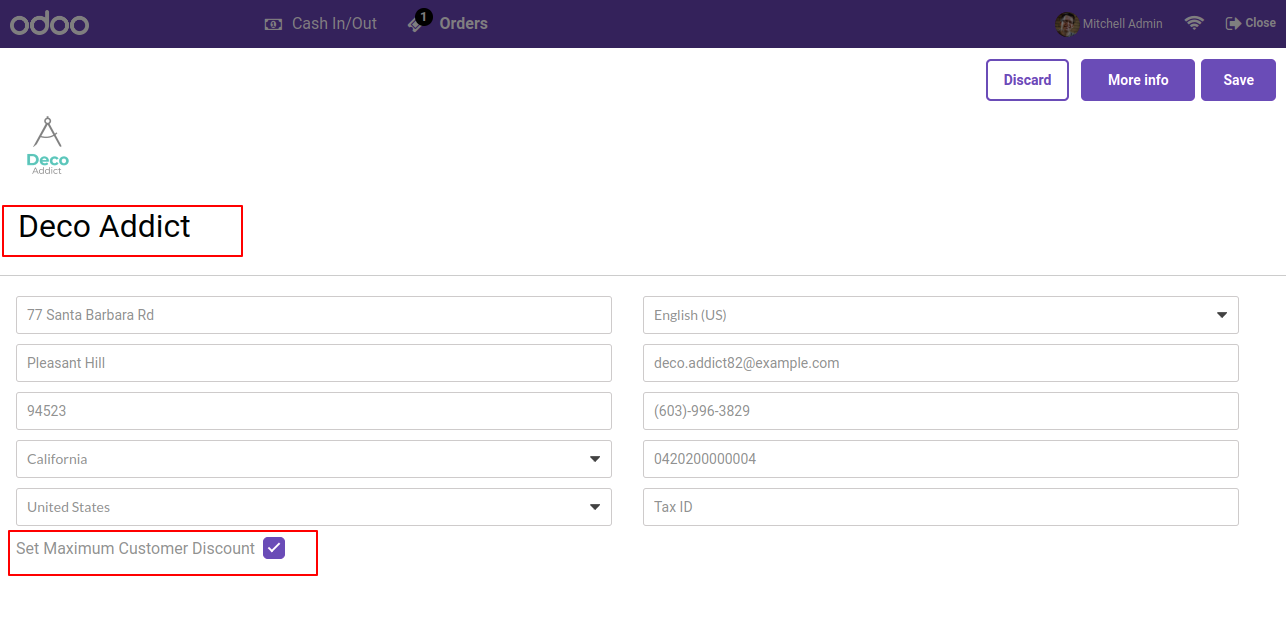 odoo
Cash In/Out
1
Orders
Mitchell Admin
Close
Discard
More info
Save
Deco
Addict
Deco Addict
77 Santa Barbara Rd
English (US)
Pleasant Hill
deco.addict82@example.com
94523
(603)-996-3829
California
0420200000004
United States
Tax ID
Set Maximum Customer Discount